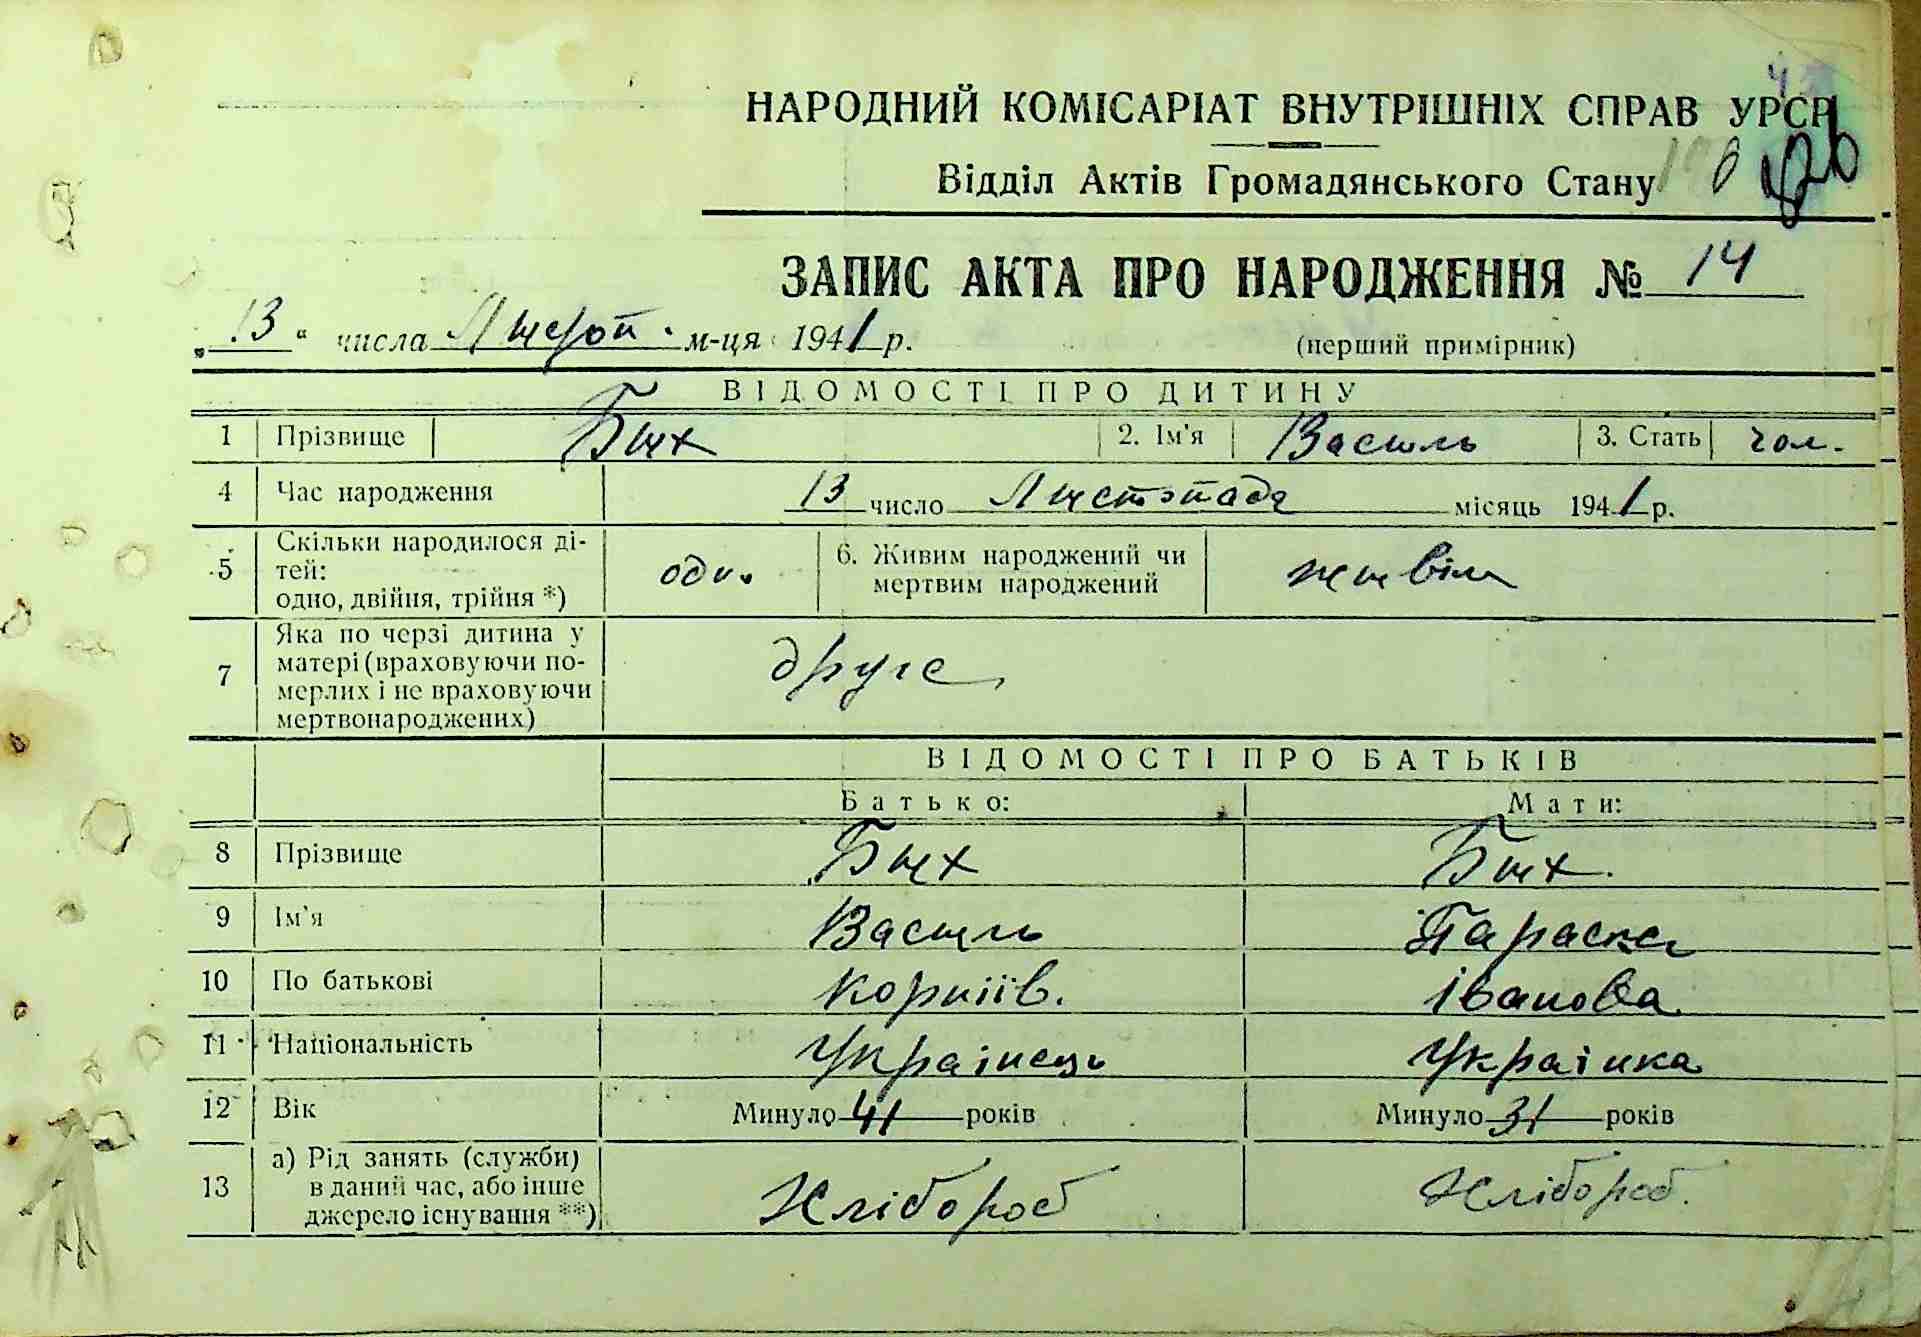 НАРОДНИЙ КОМІСАРІАТ ВНУТРІШНІХ СПРАВ УРСР
Відділ Актів Громадянського Стану
ЗАПИС АКТА ПРО НАРОДЖЕННЯ № 14
„13“ числа Листоп. м-ця 1941 р. (перший примірник)
ВІДОМОСТІ ПРО ДИТИНУ
1 Прізвище Бих 2. Ім'я Василь 3. Стать чол.
4 Час народження 13 число Листопада місяць 1941 р.
5 Скільки народилося ді-
тей:
одно, двійня, трійня *) одн. 6. Живим народжений чи
мертвим народжений живим
7 Яка по черзі дитина у
матері (враховуючи по-
мерлих і не враховуючи
мертвонароджених) друге
ВІДОМОСТІ ПРО БАТЬКІВ
Батько: Мати:
8 Прізвище Бих Бих.
9 Ім'я Василь Параска
10 По батькові Корніїв. Іванова
11 Національність Українець Українка
12 Вік Минуло 41 років Минуло 31 років
13 а) Рід занять (служби)
в даний час, або інше
джерело існування **) Хлібороб Хлібороб.